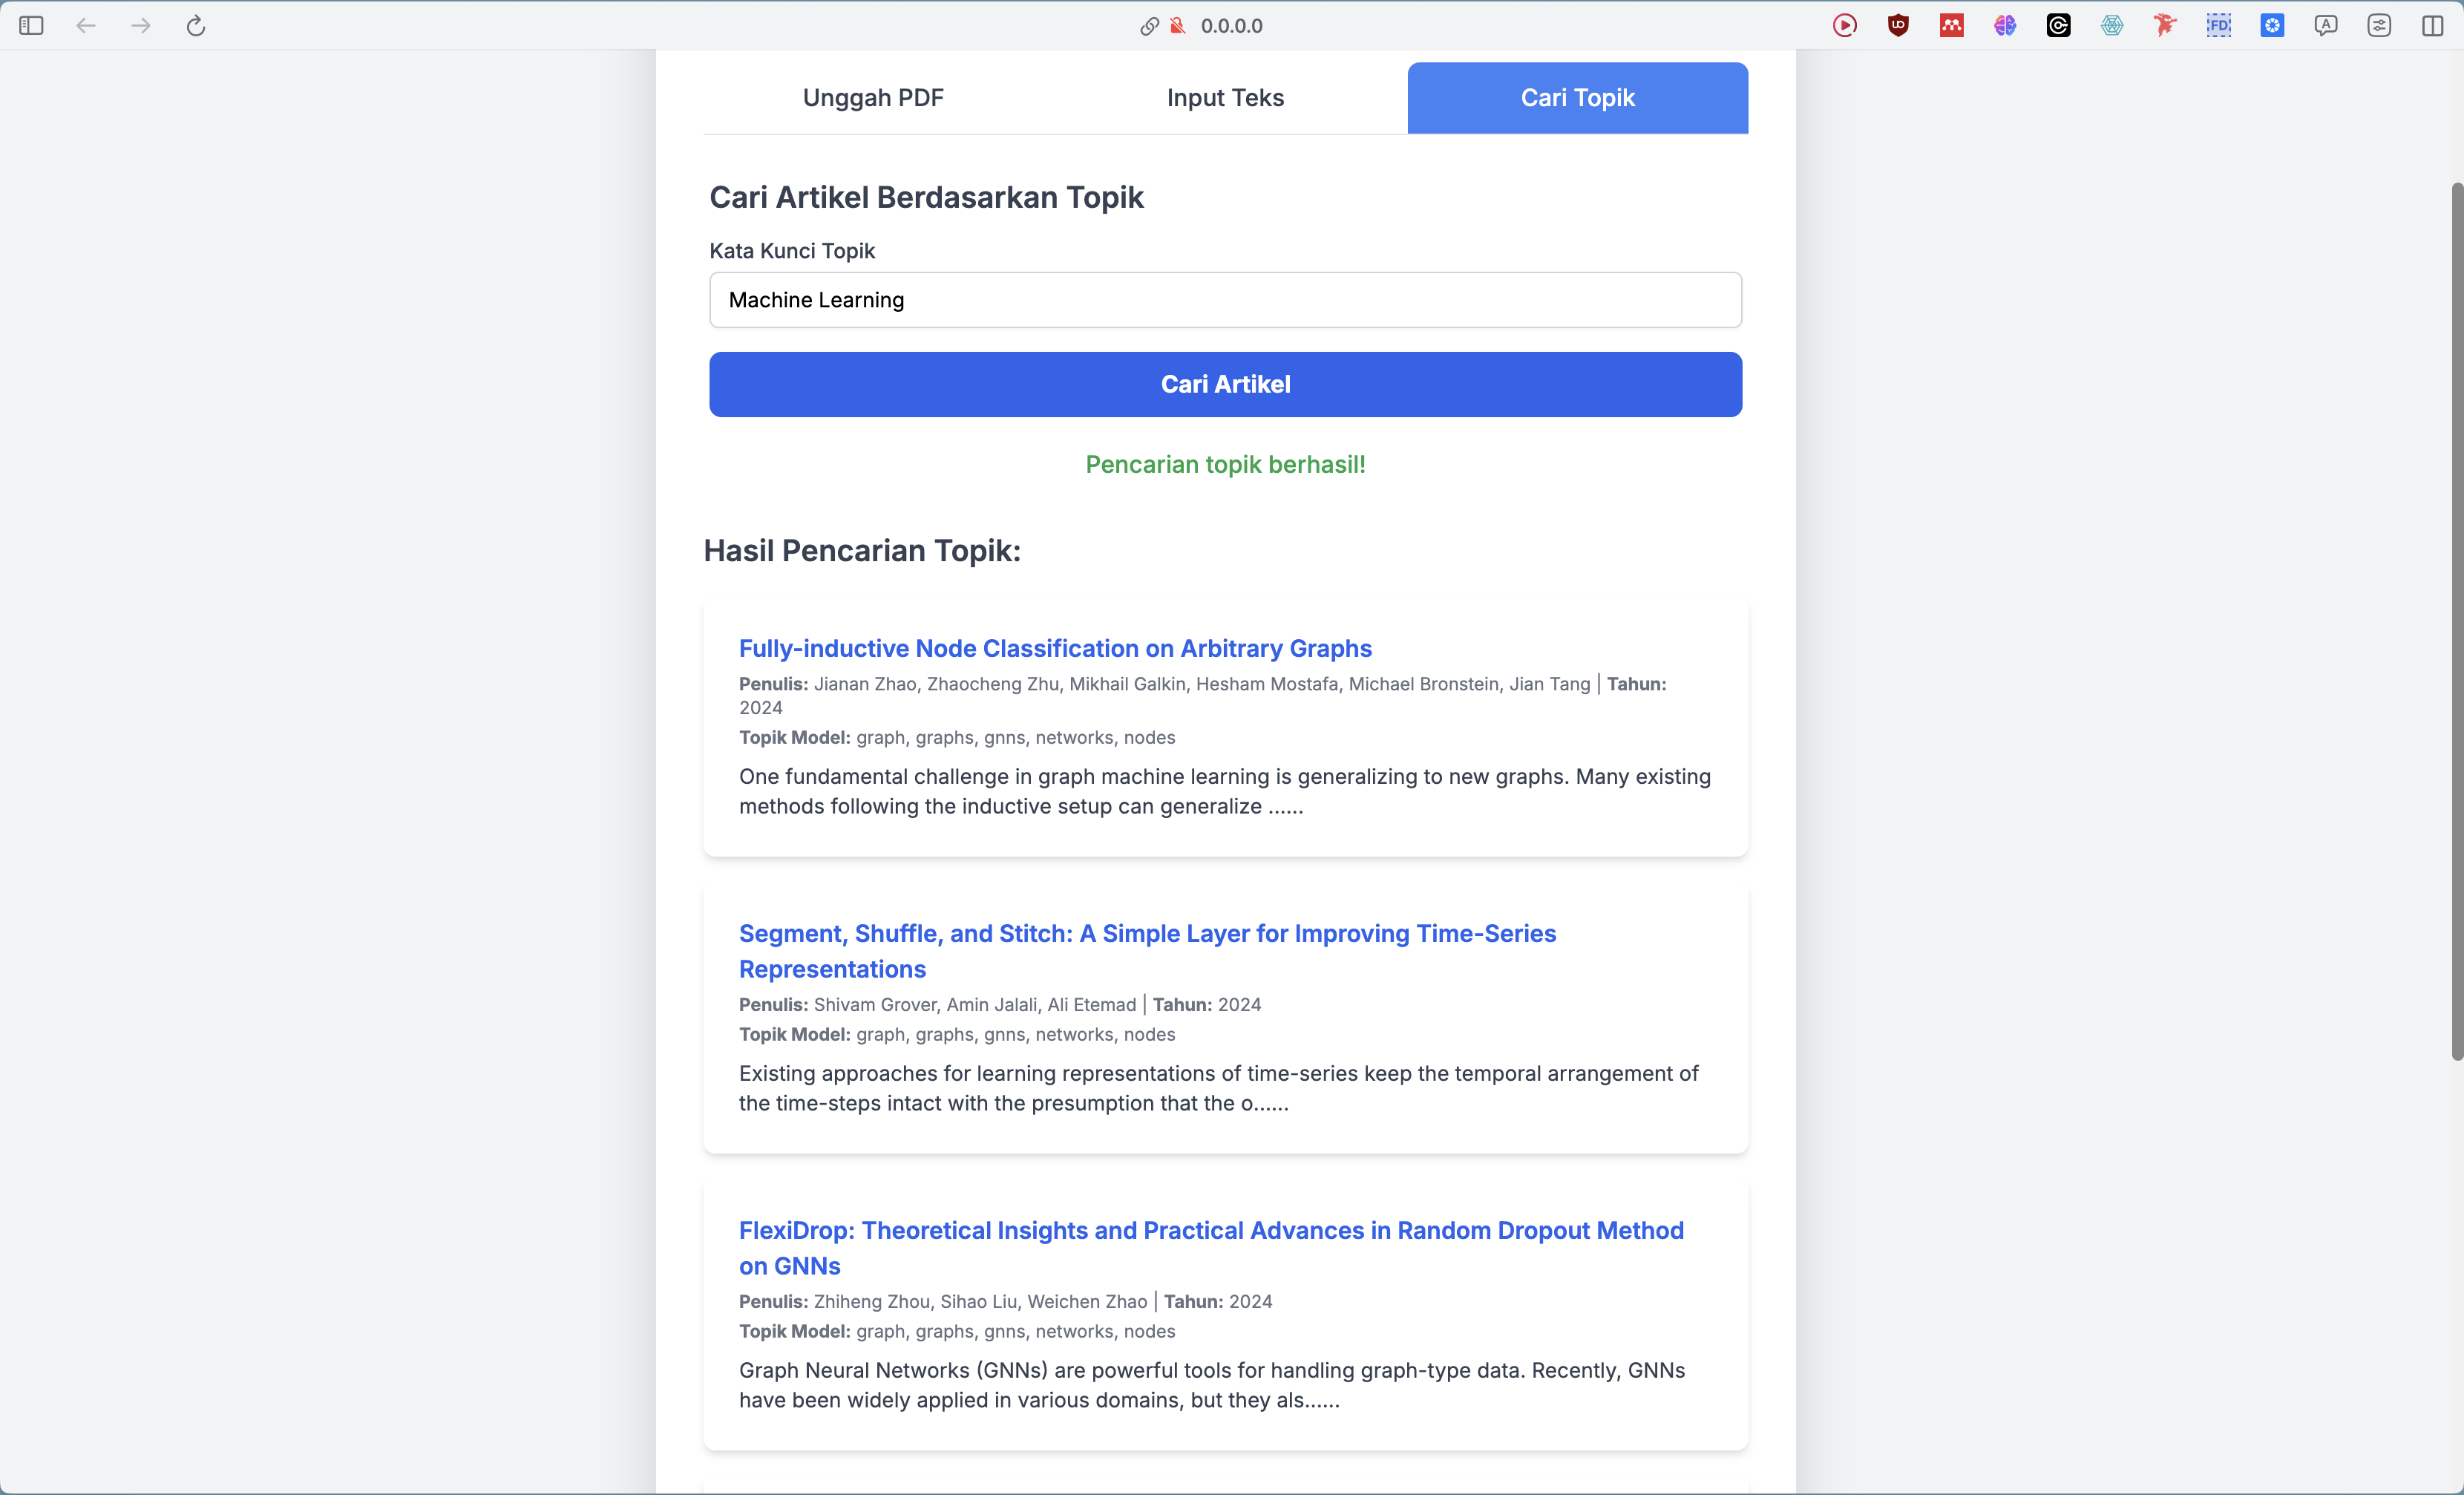 0.0.0.0
UD
FD
A
Unggah PDF
Input Teks
Cari Topik
Cari Artikel Berdasarkan Topik
Kata Kunci Topik
Machine Learning
Cari Artikel
Pencarian topik berhasil!
Hasil Pencarian Topik:
Fully-inductive Node Classification on Arbitrary Graphs
Penulis: Jianan Zhao, Zhaocheng Zhu, Mikhail Galkin, Hesham Mostafa, Michael Bronstein, Jian Tang | Tahun:
2024
Topik Model: graph, graphs, gnns, networks, nodes
One fundamental challenge in graph machine learning is generalizing to new graphs. Many existing
methods following the inductive setup can generalize ......
Segment, Shuffle, and Stitch: A Simple Layer for Improving Time-Series
Representations
Penulis: Shivam Grover, Amin Jalali, Ali Etemad | Tahun: 2024
Topik Model: graph, graphs, gnns, networks, nodes
Existing approaches for learning representations of time-series keep the temporal arrangement of
the time-steps intact with the presumption that the o......
FlexiDrop: Theoretical Insights and Practical Advances in Random Dropout Method
on GNNs
Penulis: Zhiheng Zhou, Sihao Liu, Weichen Zhao | Tahun: 2024
Topik Model: graph, graphs, gnns, networks, nodes
Graph Neural Networks (GNNs) are powerful tools for handling graph-type data. Recently, GNNs
have been widely applied in various domains, but they als......